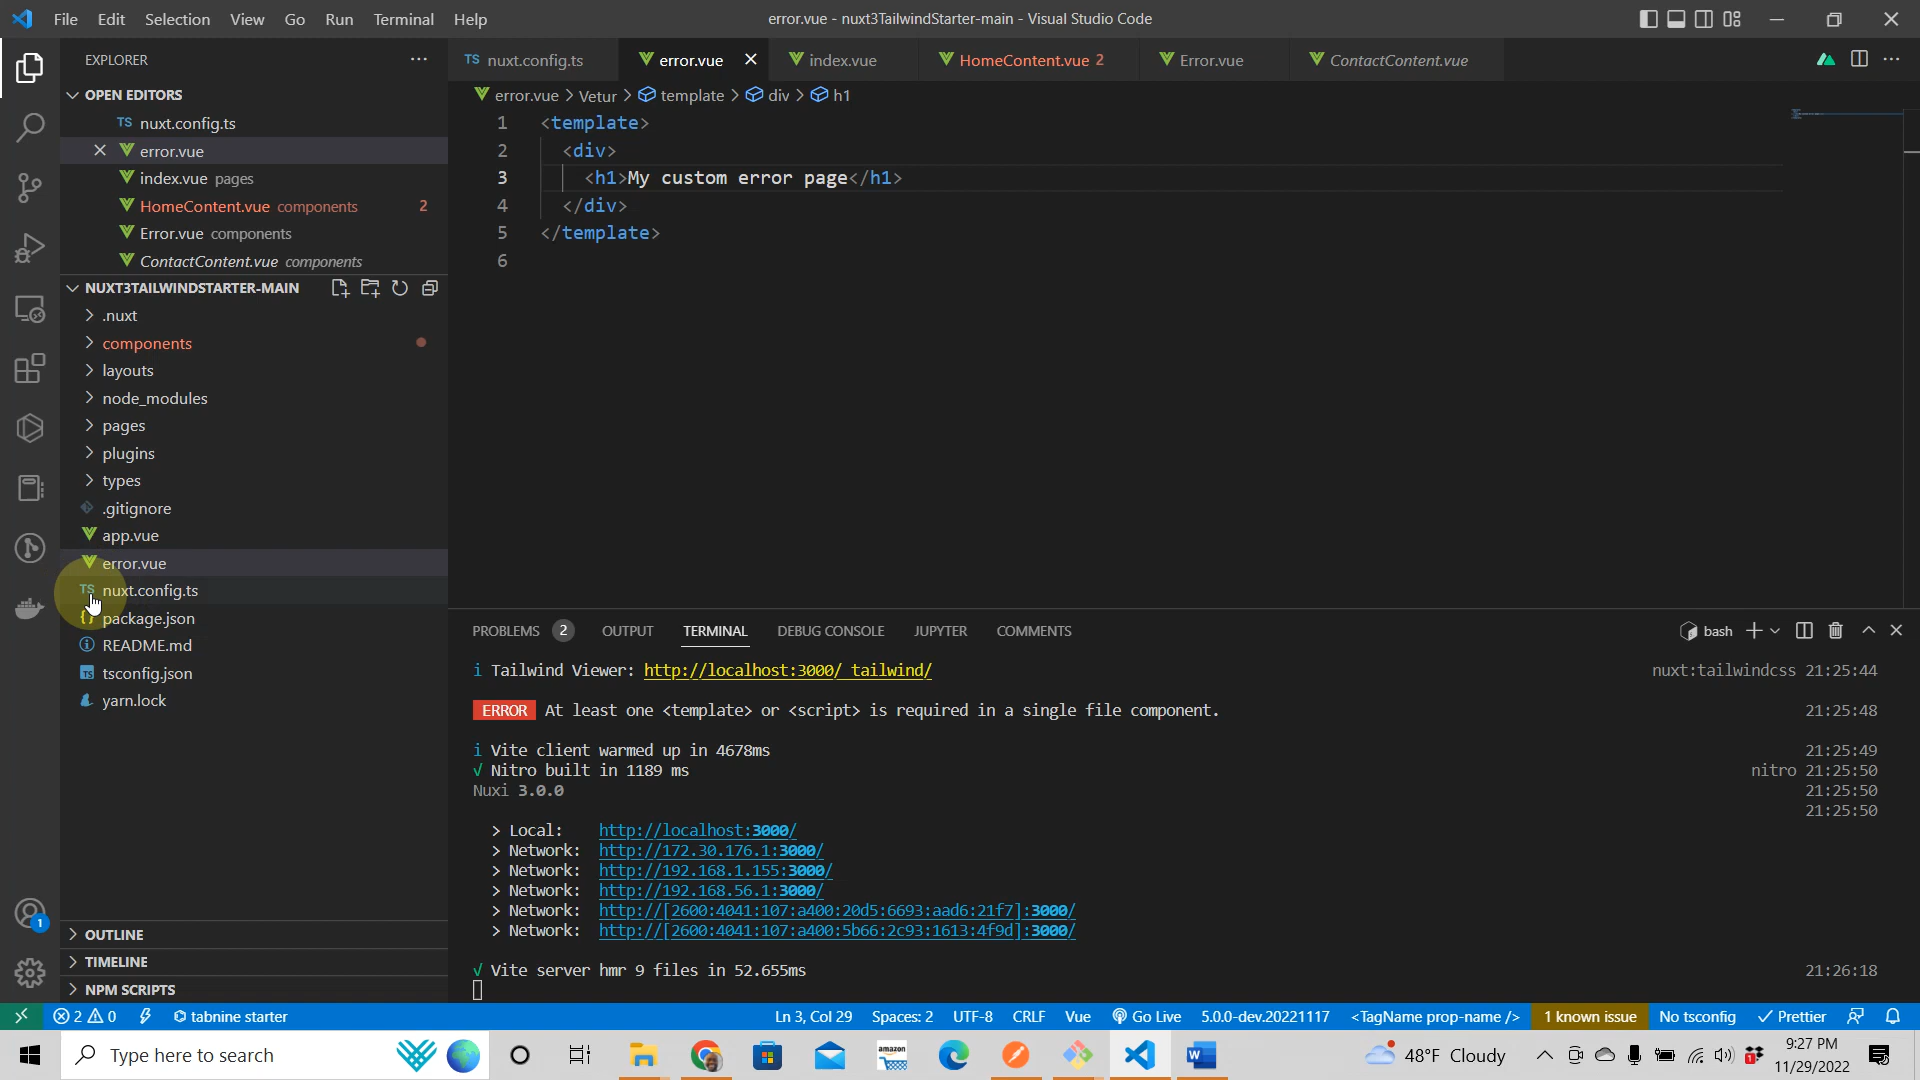 File Edit Selection View Go Run Terminal Help
error.vue - nuxt3TailwindStarter-main - Visual Studio Code
EXPLORER
TS nuxt.config.ts
error.vue
index.vue
HomeContent.vue 2
Error.vue
ContactContent.vue
OPEN EDITORS
TS nuxt.config.ts
error.vue
index.vue pages
HomeContent.vue components 2
Error.vue components
ContactContent.vue components
NUXT3TAILWINDSTARTER-MAIN
.nuxt
components
layouts
node_modules
pages
plugins
types
.gitignore
app.vue
error.vue
TS nuxt.config.ts
{} package.json
README.md
TS tsconfig.json
yarn.lock
OUTLINE
TIMELINE
NPM SCRIPTS
error.vue > Vetur > template > div > h1
1 <template>
2 <div>
3 <h1>My custom error page</h1>
4 </div>
5 </template>
6
PROBLEMS 2 OUTPUT TERMINAL DEBUG CONSOLE JUPYTER COMMENTS
bash
i Tailwind Viewer: http://localhost:3000/_tailwind/ nuxt:tailwindcss 21:25:44
ERROR At least one <template> or <script> is required in a single file component. 21:25:48
i Vite client warmed up in 4678ms 21:25:49
√ Nitro built in 1189 ms nitro 21:25:50
Nuxi 3.0.0 21:25:50
21:25:50
> Local: http://localhost:3000/
> Network: http://172.30.176.1:3000/
> Network: http://192.168.1.155:3000/
> Network: http://192.168.56.1:3000/
> Network: http://[2600:4041:107:a400:20d5:6693:aad6:21f7]:3000/
> Network: http://[2600:4041:107:a400:5b66:2c93:1613:4f9d]:3000/
√ Vite server hmr 9 files in 52.655ms 21:26:18
1
2 0 tabnine starter
Ln 3, Col 29 Spaces: 2 UTF-8 CRLF Vue Go Live 5.0.0-dev.20221117 <TagName prop-name /> 1 known issue No tsconfig Prettier
Type here to search
amazon
48°F Cloudy
9:27 PM
11/29/2022